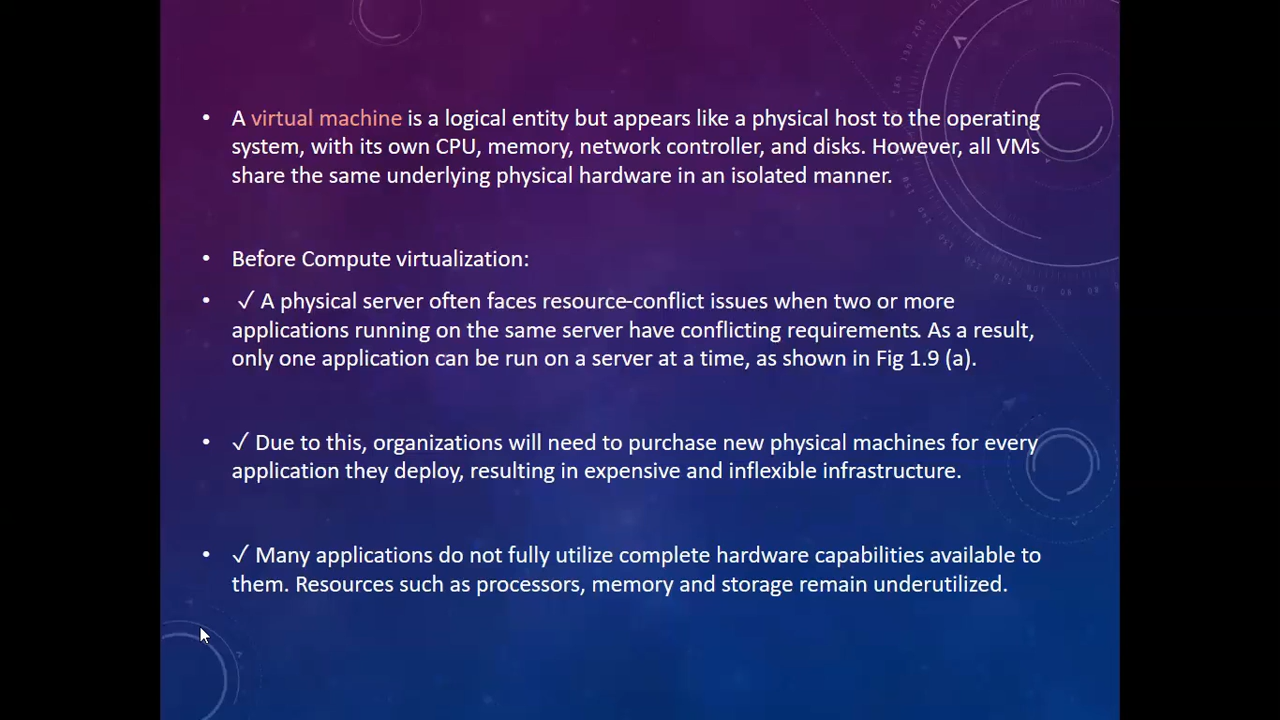 • A virtual machine is a logical entity but appears like a physical host to the operating
system, with its own CPU, memory, network controller, and disks. However, all VMs
share the same underlying physical hardware in an isolated manner.
• Before Compute virtualization:
• ✓ A physical server often faces resource-conflict issues when two or more
applications running on the same server have conflicting requirements. As a result,
only one application can be run on a server at a time, as shown in Fig 1.9 (a).
• ✓ Due to this, organizations will need to purchase new physical machines for every
application they deploy, resulting in expensive and inflexible infrastructure.
• ✓ Many applications do not fully utilize complete hardware capabilities available to
them. Resources such as processors, memory and storage remain underutilized.